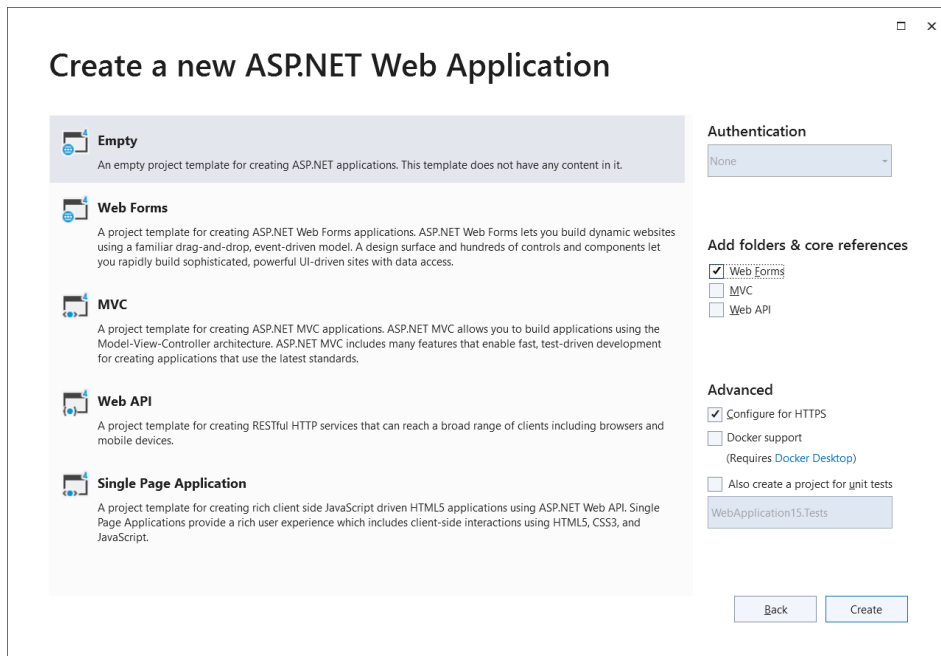 Create a new ASP.NET Web Application
Empty
An empty project template for creating ASP.NET applications. This template does not have any content in it.
Web Forms
A project template for creating ASP.NET Web Forms applications. ASP.NET Web Forms lets you build dynamic websites
using a familiar drag-and-drop, event-driven model. A design surface and hundreds of controls and components let
you rapidly build sophisticated, powerful UI-driven sites with data access.
MVC
A project template for creating ASP.NET MVC applications. ASP.NET MVC allows you to build applications using the
Model-View-Controller architecture. ASP.NET MVC includes many features that enable fast, test-driven development
for creating applications that use the latest standards.
Web API
A project template for creating RESTful HTTP services that can reach a broad range of clients including browsers and
mobile devices.
Single Page Application
A project template for creating rich client side JavaScript driven HTML5 applications using ASP.NET Web API. Single
Page Applications provide a rich user experience which includes client-side interactions using HTML5, CSS3, and
JavaScript.
Authentication
None
Add folders & core references
Web Forms
MVC
Web API
Advanced
Configure for HTTPS
Docker support
(Requires Docker Desktop)
Also create a project for unit tests
WebApplication15.Tests
Back
Create